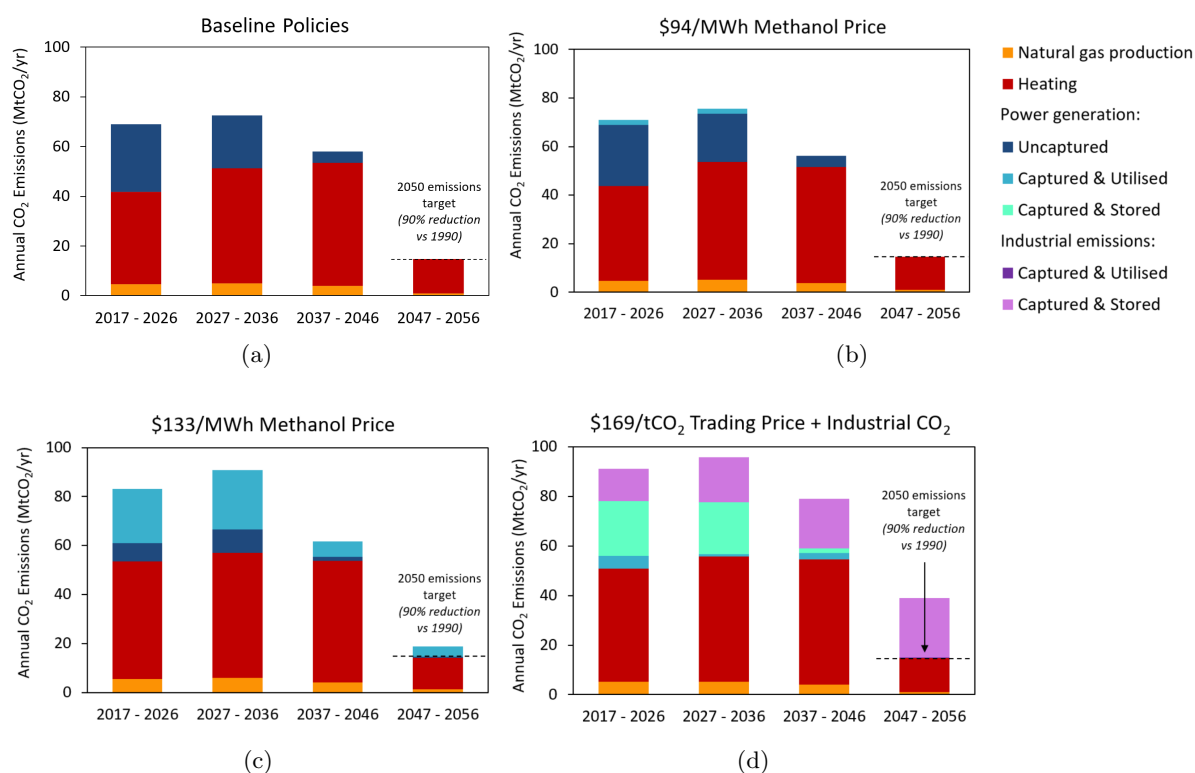 Baseline Policies
Annual CO₂ Emissions (MtCO₂/yr)
100
80
60
40
20
0
2050 emissions
target
(90% reduction
vs 1990)
2017 - 2026
2027 - 2036
2037 - 2046
2047 - 2056
(a)
$94/MWh Methanol Price
Annual CO₂ Emissions (MtCO₂/yr)
100
80
60
40
20
0
2050 emissions
target
(90% reduction
vs 1990)
2017 - 2026
2027 - 2036
2037 - 2046
2047 - 2056
(b)
Natural gas production
Heating
Power generation:
Uncaptured
Captured & Utilised
Captured & Stored
Industrial emissions:
Captured & Utilised
Captured & Stored
$133/MWh Methanol Price
Annual CO₂ Emissions (MtCO₂/yr)
100
80
60
40
20
0
2050 emissions
target
(90% reduction
vs 1990)
2017 - 2026
2027 - 2036
2037 - 2046
2047 - 2056
(c)
$169/tCO₂ Trading Price + Industrial CO₂
Annual CO₂ Emissions (MtCO₂/yr)
100
80
60
40
20
0
2050 emissions
target
(90% reduction
vs 1990)
2017 - 2026
2027 - 2036
2037 - 2046
2047 - 2056
(d)